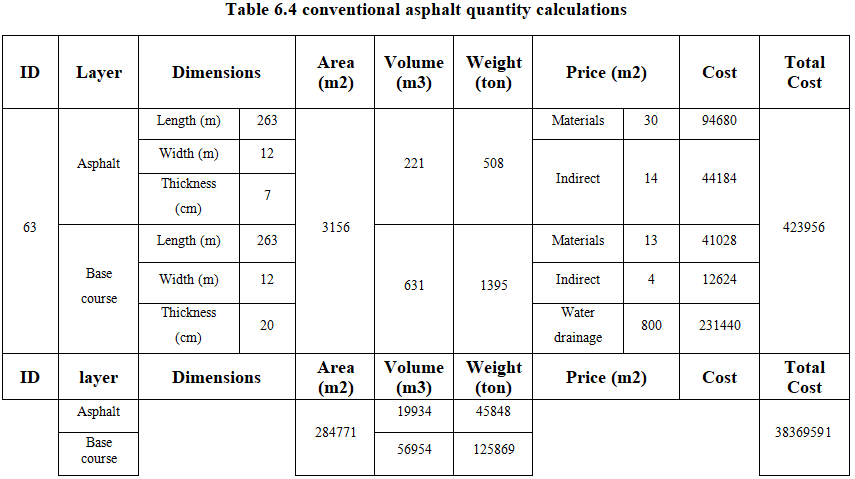 Table 6.4 conventional asphalt quantity calculations
ID Layer Dimensions Area (m2) Volume (m3) Weight (ton) Price (m2) Cost Total Cost
63 Asphalt Length (m) 263 3156 221 508 Materials 30 94680 423956
Width (m) 12 Indirect 14 44184
Thickness (cm) 7
Base course Length (m) 263 631 1395 Materials 13 41028
Width (m) 12 Indirect 4 12624
Thickness (cm) 20 Water drainage 800 231440
ID layer Dimensions Area (m2) Volume (m3) Weight (ton) Price (m2) Cost Total Cost
Asphalt 284771 19934 45848 38369591
Base course 56954 125869